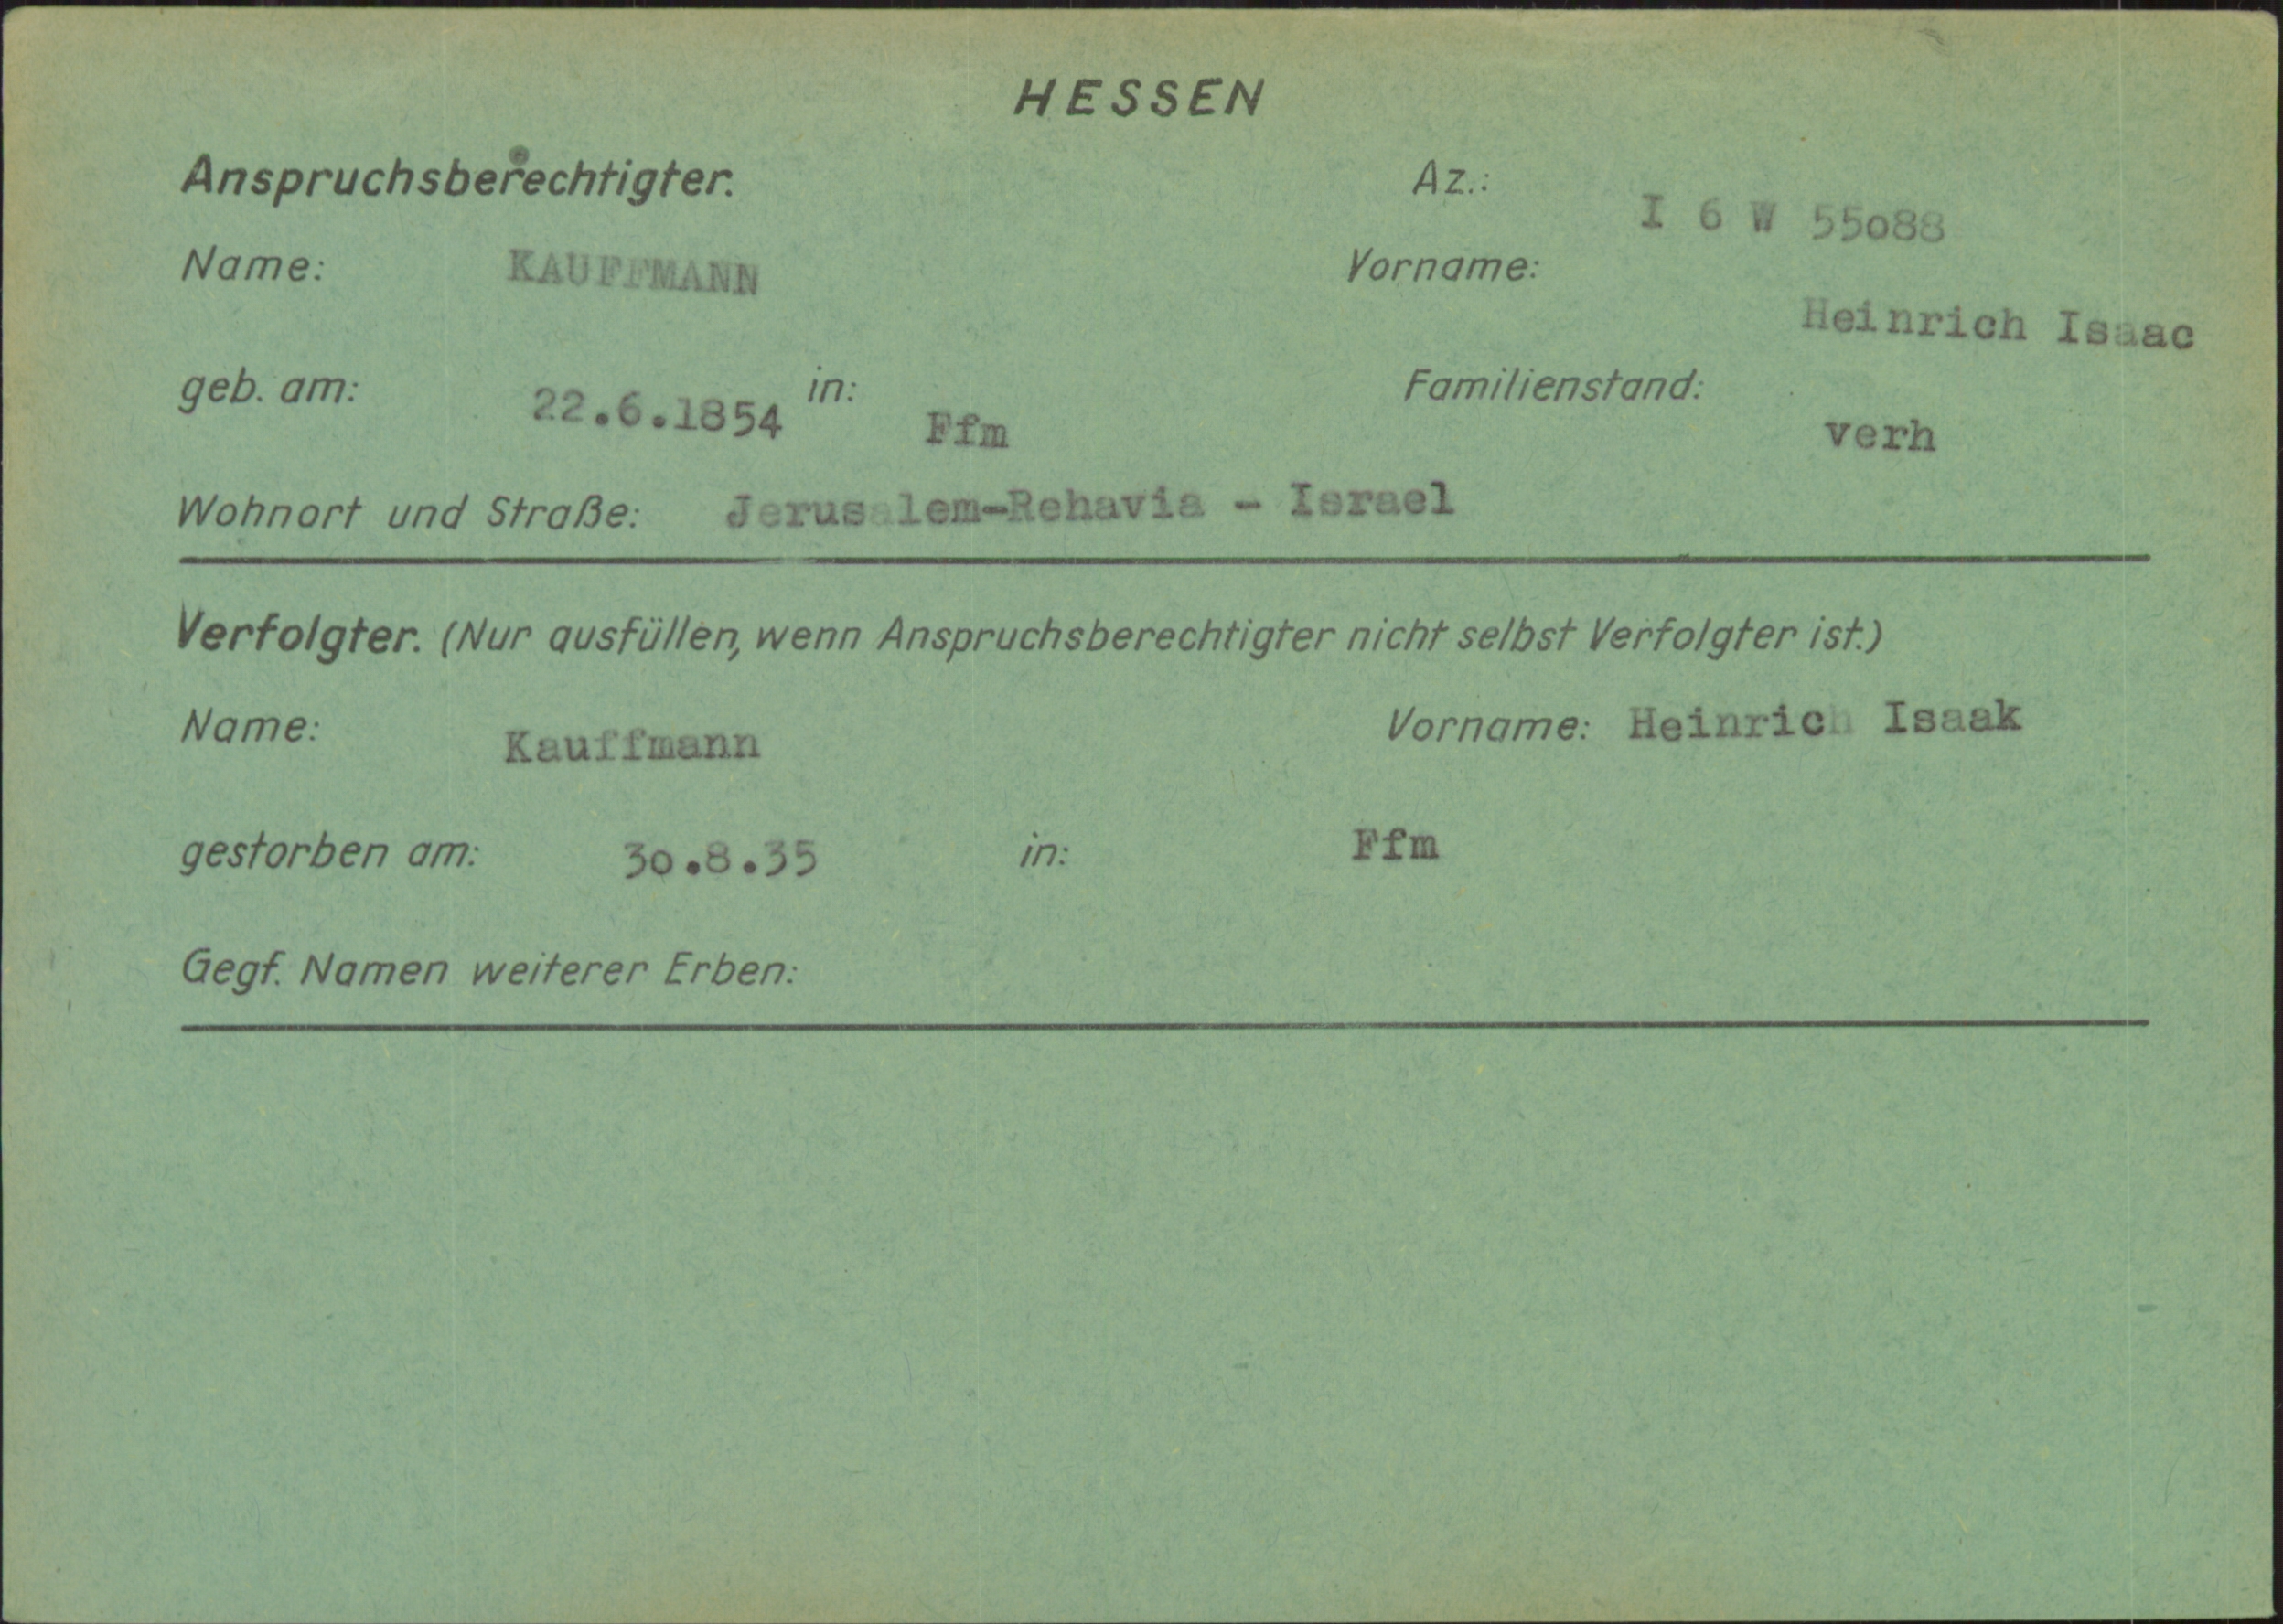 HESSEN
Anspruchsberechtigter. Az.: I 6 W 55o88
Name: KAUFFMANN Vorname: Heinrich Isaac
geb. am: 22.6.1854 in: Ffm Familienstand: verh
Wohnort und Straße: Jerusalem-Rehavia - Israel
Verfolgter. (Nur ausfüllen, wenn Anspruchsberechtigter nicht selbst Verfolgter ist.)
Name: Kauffmann Vorname: Heinrich Isaak
gestorben am: 3o.8.35 in: Ffm
Gegf. Namen weiterer Erben: